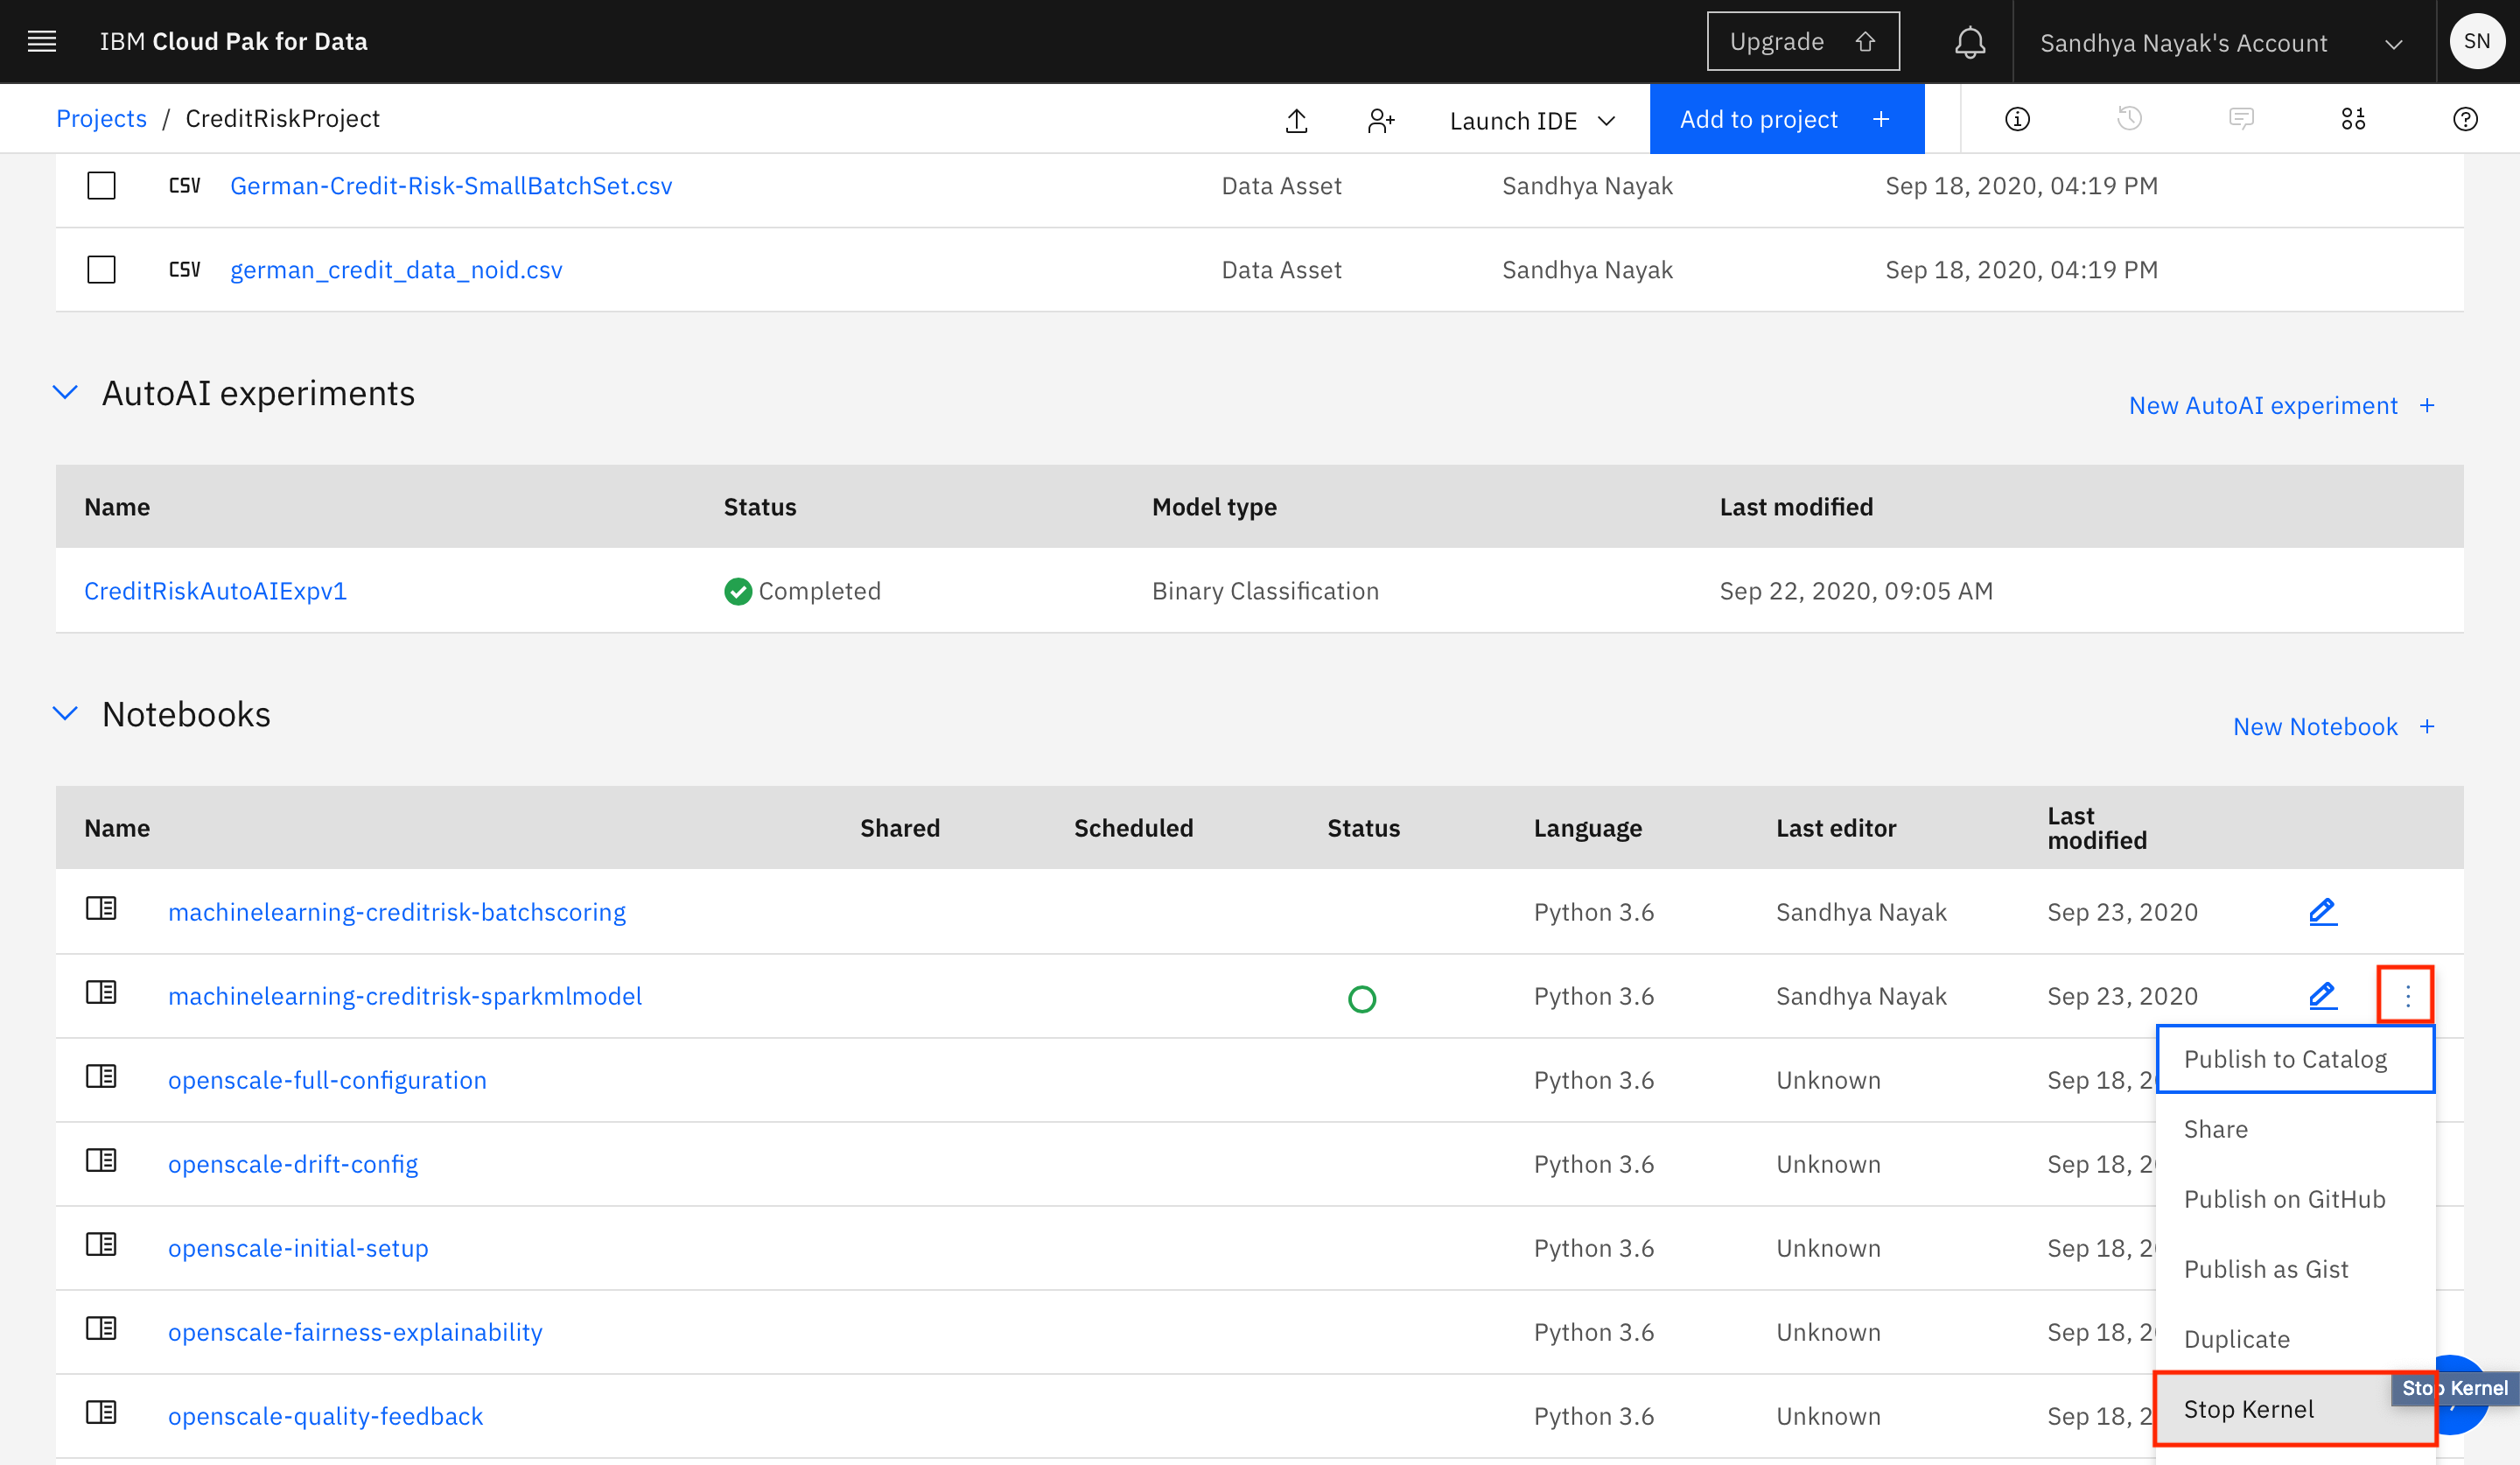 IBM Cloud Pak for Data
Upgrade
Sandhya Nayak's Account
SN
Projects / CreditRiskProject
Launch IDE
Add to project +
CSV German-Credit-Risk-SmallBatchSet.csv Data Asset Sandhya Nayak Sep 18, 2020, 04:19 PM
CSV german_credit_data_noid.csv Data Asset Sandhya Nayak Sep 18, 2020, 04:19 PM
AutoAI experiments
New AutoAI experiment +
Name Status Model type Last modified
CreditRiskAutoAIExpv1 Completed Binary Classification Sep 22, 2020, 09:05 AM
Notebooks
New Notebook +
Name Shared Scheduled Status Language Last editor Last
modified
machinelearning-creditrisk-batchscoring Python 3.6 Sandhya Nayak Sep 23, 2020
machinelearning-creditrisk-sparkmlmodel Python 3.6 Sandhya Nayak Sep 23, 2020
Publish to Catalog
openscale-full-configuration Python 3.6 Unknown Sep 18, 2
Share
openscale-drift-config Python 3.6 Unknown Sep 18, 2
Publish on GitHub
openscale-initial-setup Python 3.6 Unknown Sep 18, 2
Publish as Gist
openscale-fairness-explainability Python 3.6 Unknown Sep 18, 2
Duplicate
Stop Kernel
openscale-quality-feedback Python 3.6 Unknown Sep 18, 2
Stop Kernel